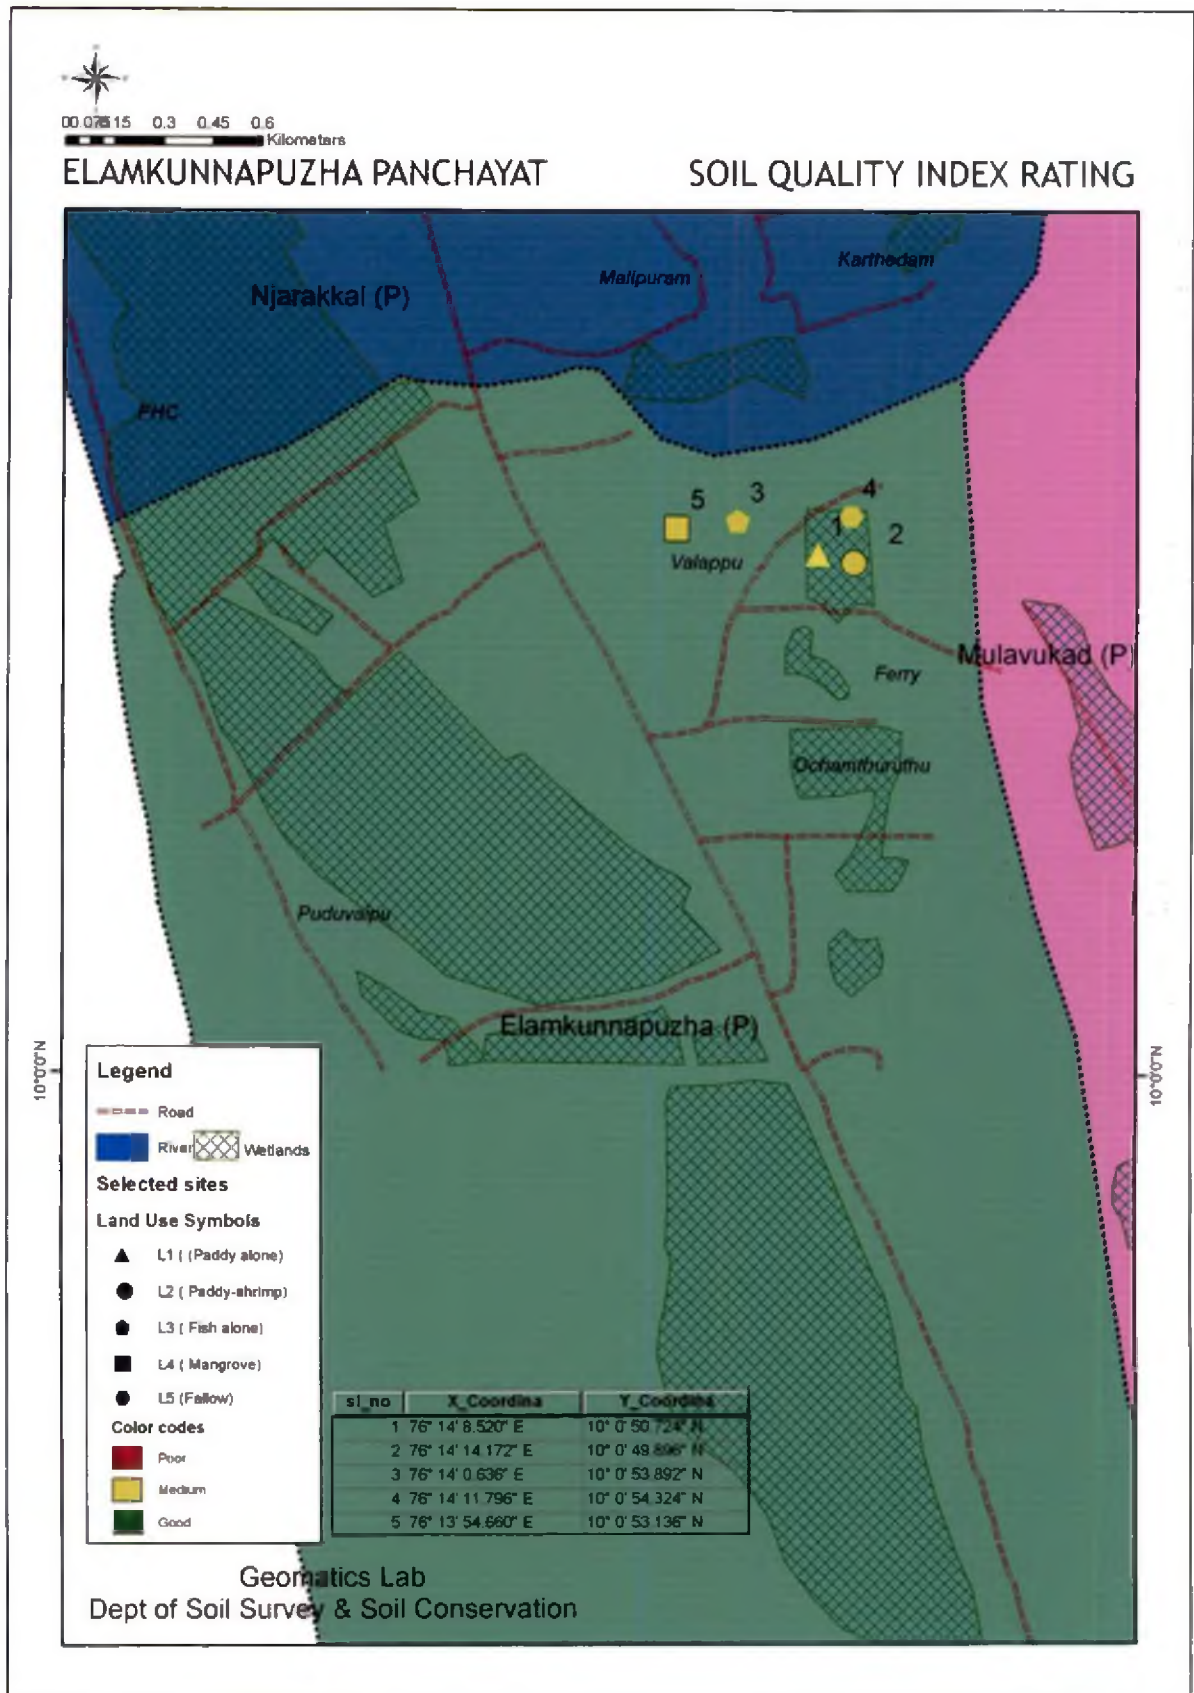 0 0.075 0.15 0.3 0.45 0.6
Kilometers
ELAMKUNNAPUZHA PANCHAYAT SOIL QUALITY INDEX RATING
Njarakkal (P)
Malipuram
Karthedam
PHC
5 3 4
1 2
Valappu
Mulavukad (P)
Ferry
Ochamthuruthu
Puduvaipu
Elamkunnapuzha (P)
10°0'0"N
10°0'0"N
Legend
Road
River Wetlands
Selected sites
Land Use Symbols
L1 ( (Paddy alone)
L2 ( Paddy-shrimp)
L3 ( Fish alone)
L4 ( Mangrove)
L5 (Fallow)
Color codes
Poor
Medium
Good
sl_no X_Coordina Y_Coordina
1 76° 14' 8.520" E 10° 0' 50.724" N
2 76° 14' 14.172" E 10° 0' 49.896" N
3 76° 14' 0.636" E 10° 0' 53.892" N
4 76° 14' 11.796" E 10° 0' 54.324" N
5 76° 13' 54.660" E 10° 0' 53.136" N
Geomatics Lab
Dept of Soil Survey & Soil Conservation